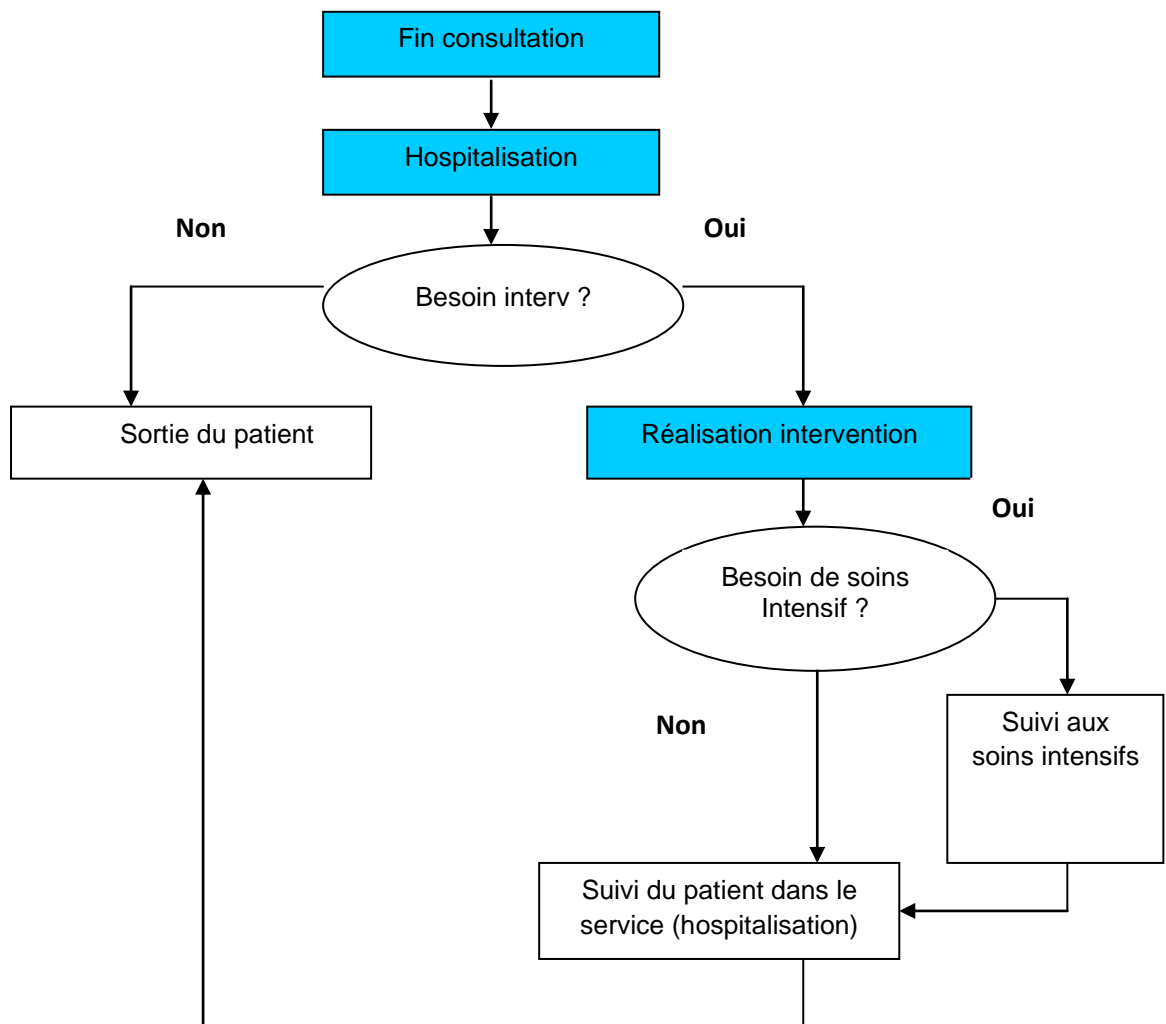 Fin consultation
Hospitalisation
Non
Oui
Besoin interv ?
Sortie du patient
Réalisation intervention
Oui
Besoin de soins
Intensif ?
Non
Suivi aux
soins intensifs
Suivi du patient dans le
service (hospitalisation)